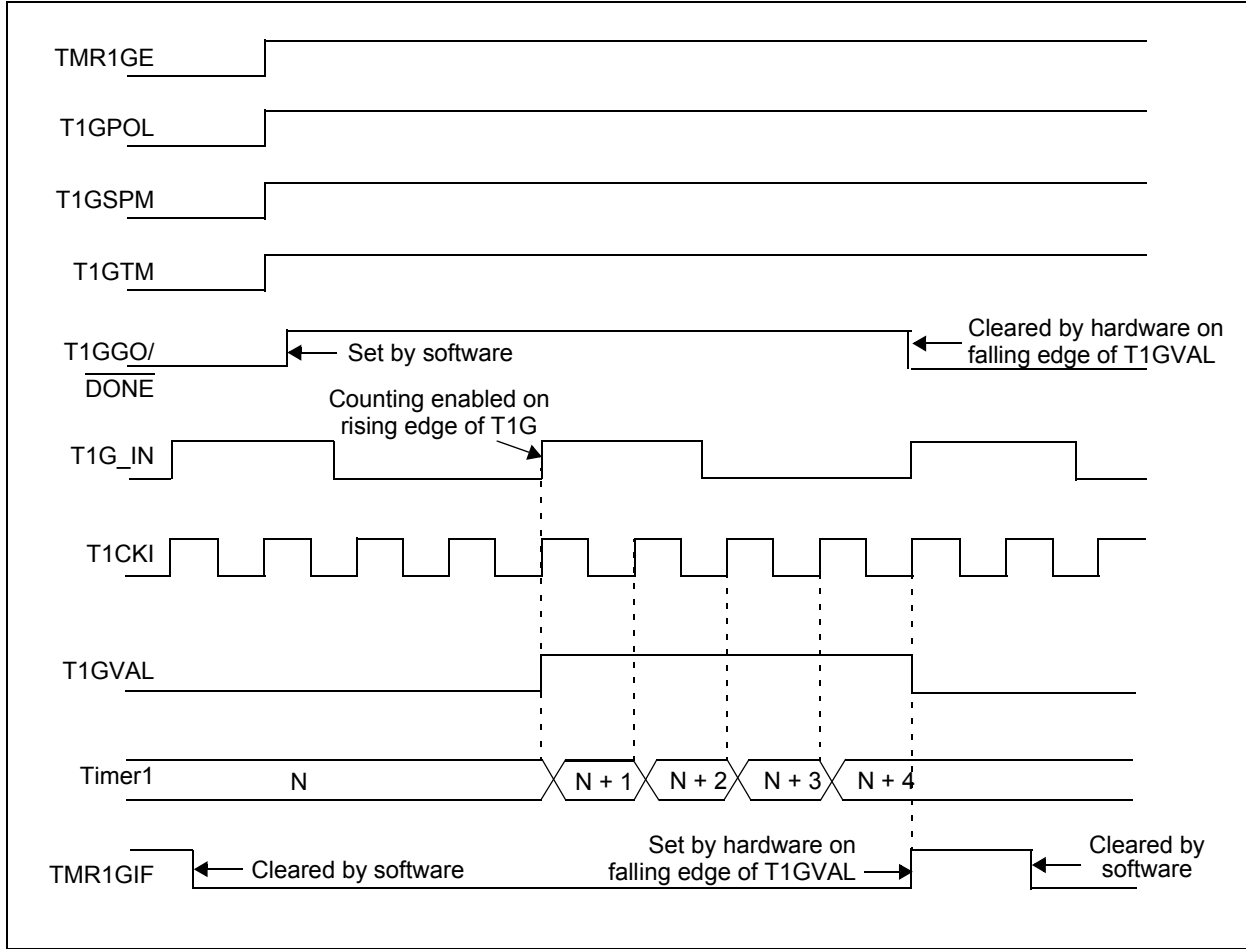 TMR1GE
T1GPOL
T1GSPM
T1GTM
T1GGO/
DONE
Set by software
Cleared by hardware on
falling edge of T1GVAL
Counting enabled on
rising edge of T1G
T1G_IN
T1CKI
T1GVAL
Timer1
N
N + 1
N + 2
N + 3
N + 4
TMR1GIF
Cleared by software
Set by hardware on
falling edge of T1GVAL
Cleared by
software